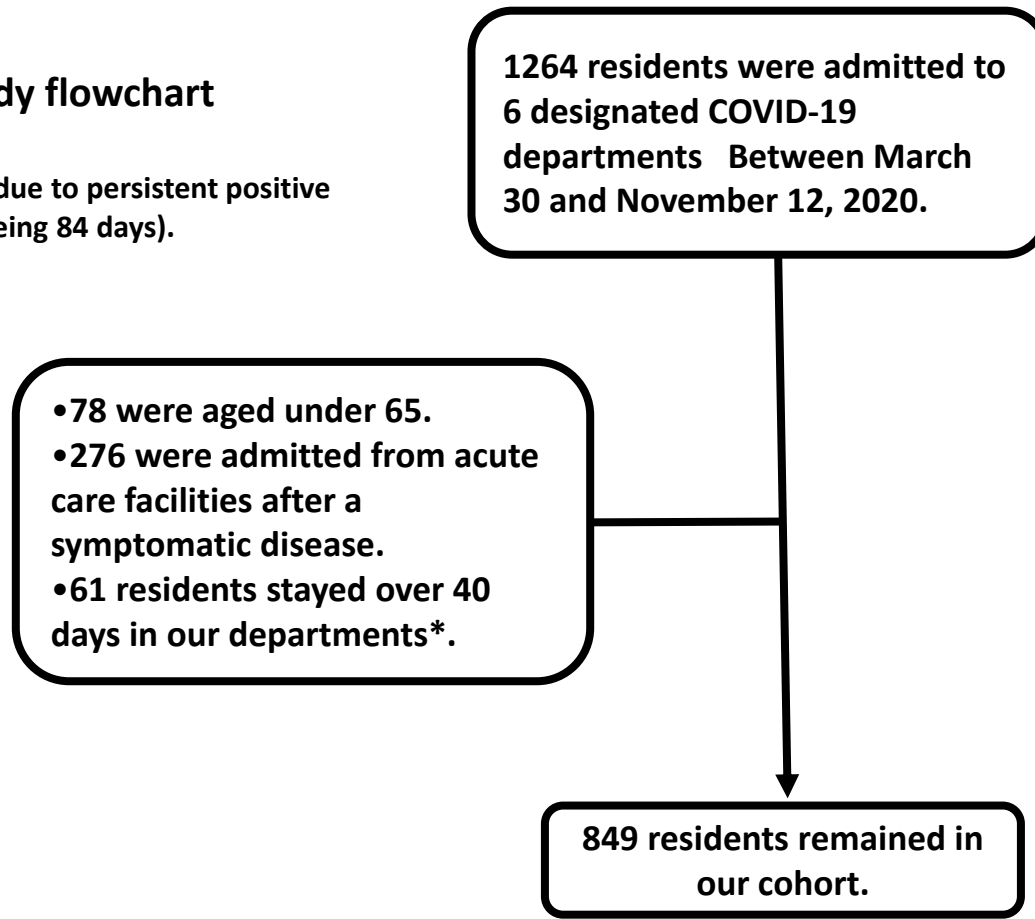 dy flowchart
due to persistent positive
eing 84 days).
1264 residents were admitted to
6 designated COVID-19
departments Between March
30 and November 12, 2020.
•78 were aged under 65.
•276 were admitted from acute
care facilities after a
symptomatic disease.
•61 residents stayed over 40
days in our departments*.
849 residents remained in
our cohort.